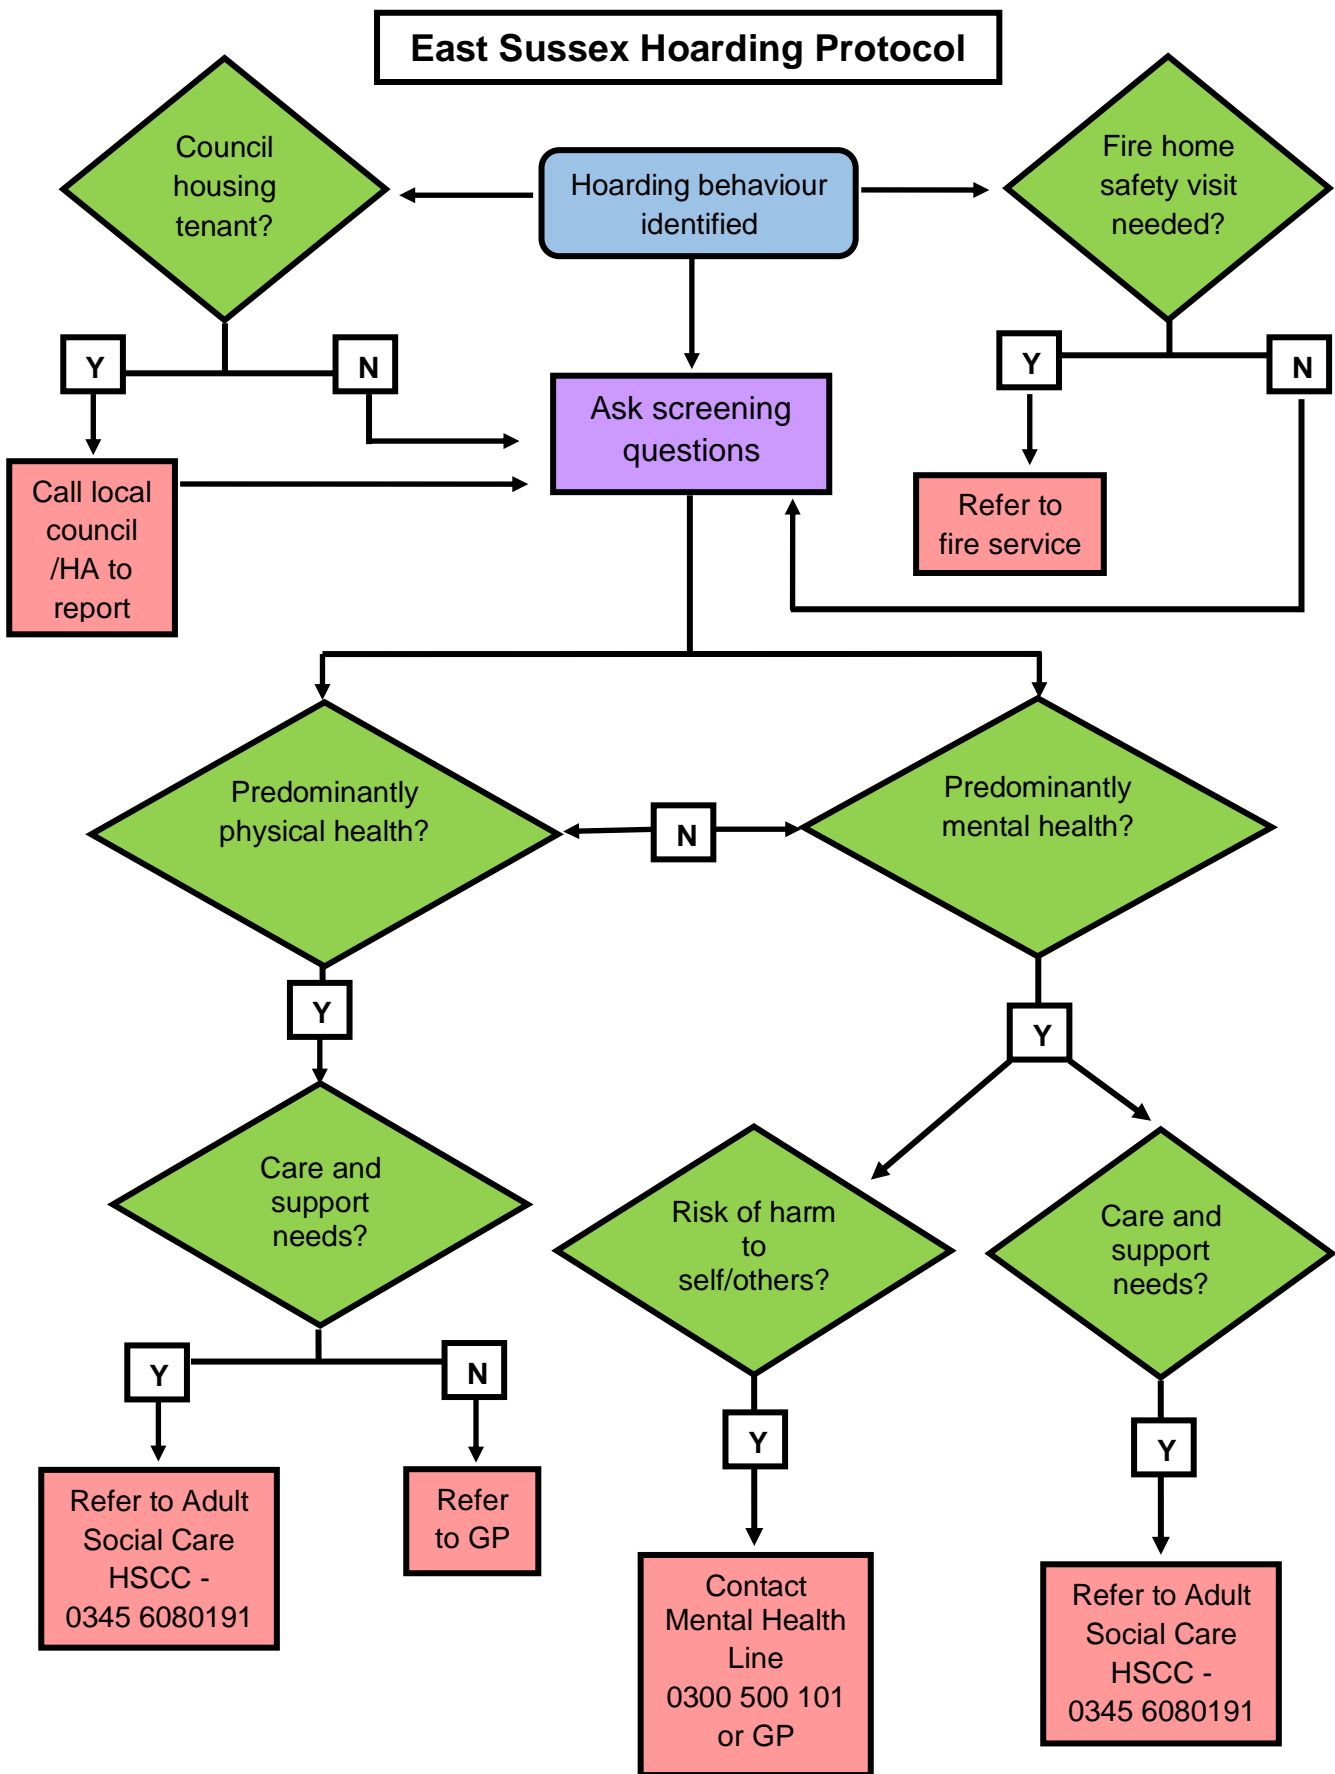 East Sussex Hoarding Protocol
Council
housing
tenant?
Hoarding behaviour
identified
Fire home
safety visit
needed?
Y
N
Y
N
Ask screening
questions
Call local
council
/HA to
report
Refer to
fire service
Predominantly
physical health?
N
Predominantly
mental health?
Y
Y
Care and
support
needs?
Risk of harm
to
self/others?
Care and
support
needs?
Y
N
Y
Y
Refer to Adult
Social Care
HSCC -
0345 6080191
Refer
to GP
Contact
Mental Health
Line
0300 500 101
or GP
Refer to Adult
Social Care
HSCC -
0345 6080191